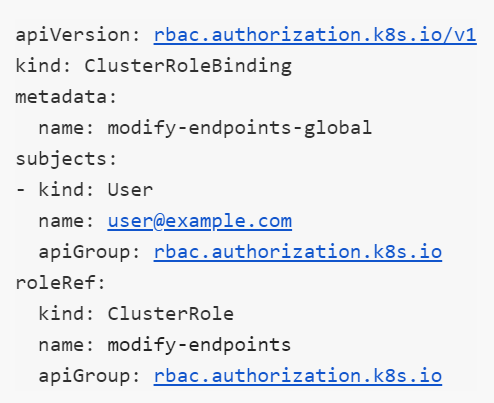 apiVersion: rbac.authorization.k8s.io/v1
kind: ClusterRoleBinding
metadata:
  name: modify-endpoints-global
subjects:
- kind: User
  name: user@example.com
  apiGroup: rbac.authorization.k8s.io
roleRef:
  kind: ClusterRole
  name: modify-endpoints
  apiGroup: rbac.authorization.k8s.io